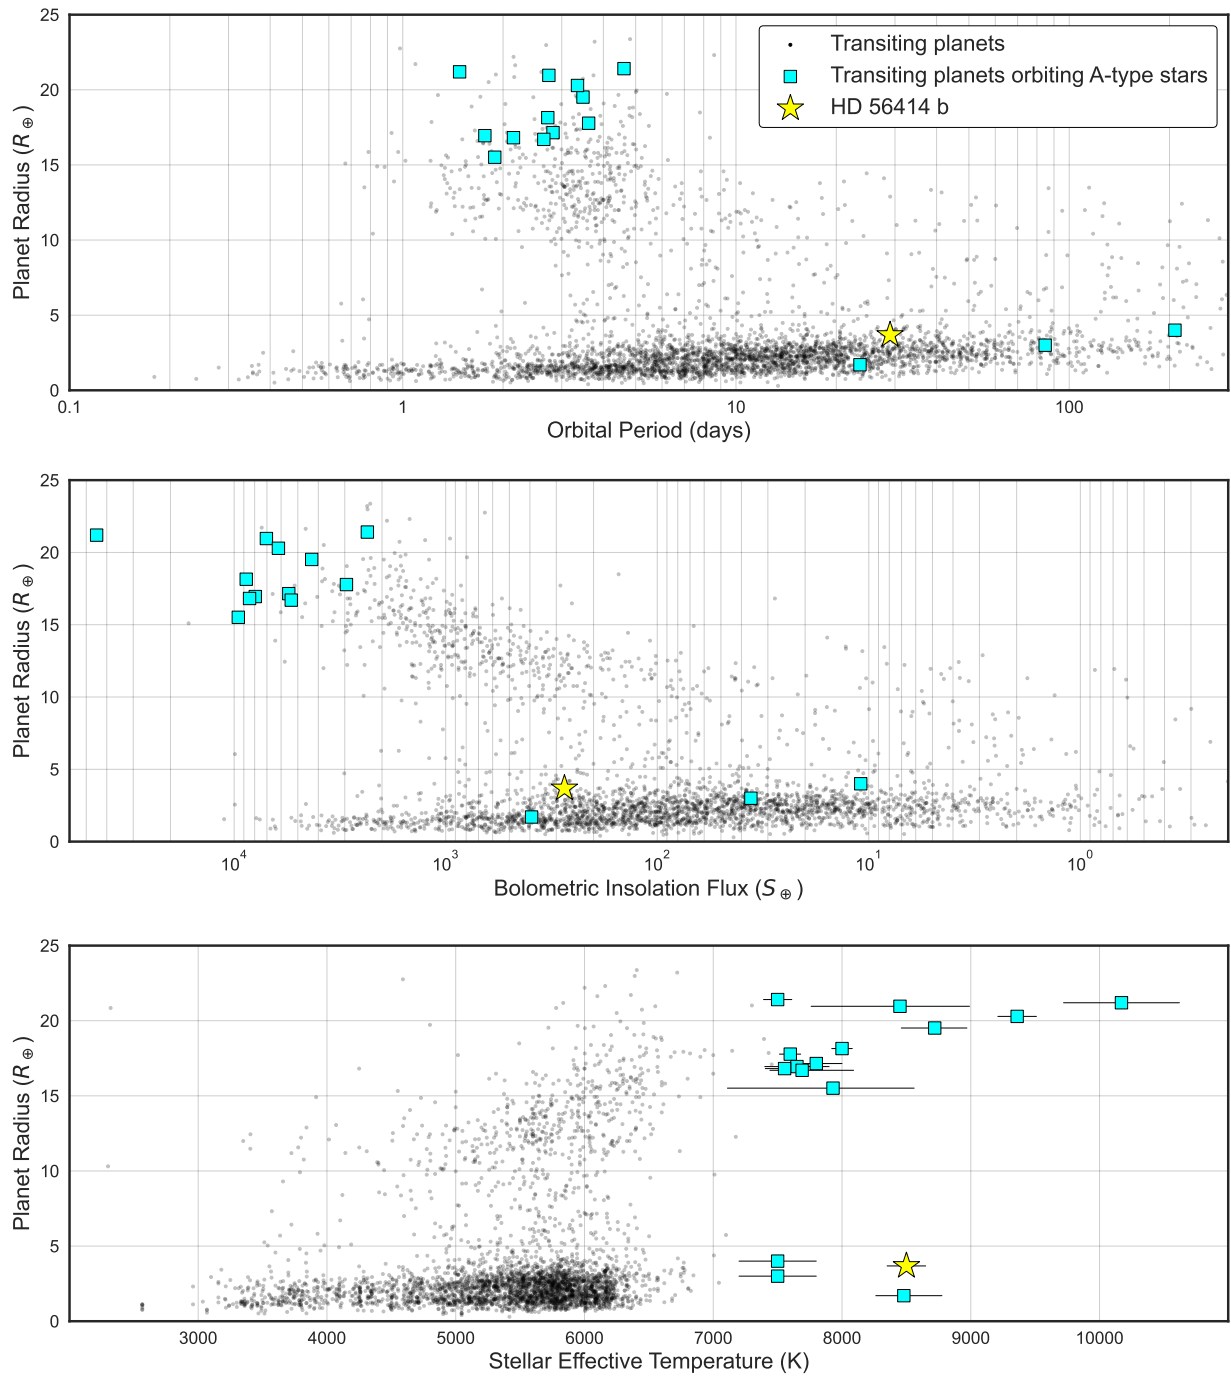 25
20
15
10
5
0
Planet Radius (R⊕)
Transiting planets
Transiting planets orbiting A-type stars
HD 56414 b
0.1 1 10 100
Orbital Period (days)
25
20
15
10
5
0
Planet Radius (R⊕)
10⁴ 10³ 10² 10¹ 10⁰
Bolometric Insolation Flux (S⊕)
25
20
15
10
5
0
Planet Radius (R⊕)
3000 4000 5000 6000 7000 8000 9000 10000
Stellar Effective Temperature (K)